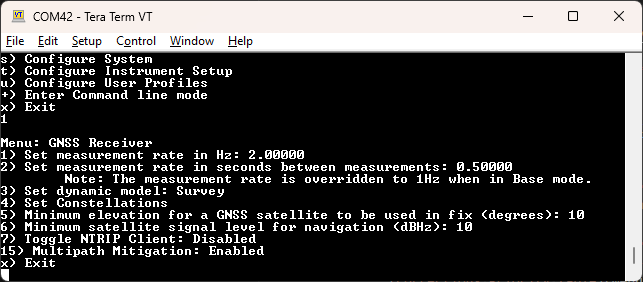 COM42 - Tera Term VT
File Edit Setup Control Window Help
s) Configure System
t) Configure Instrument Setup
u) Configure User Profiles
+) Enter Command line mode
x) Exit
1
Menu: GNSS Receiver
1) Set measurement rate in Hz: 2.00000
2) Set measurement rate in seconds between measurements: 0.50000
Note: The measurement rate is overridden to 1Hz when in Base mode.
3) Set dynamic model: Survey
4) Set Constellations
5) Minimum elevation for a GNSS satellite to be used in fix (degrees): 10
6) Minimum satellite signal level for navigation (dBHz): 10
7) Toggle NTRIP Client: Disabled
15) Multipath Mitigation: Enabled
x) Exit